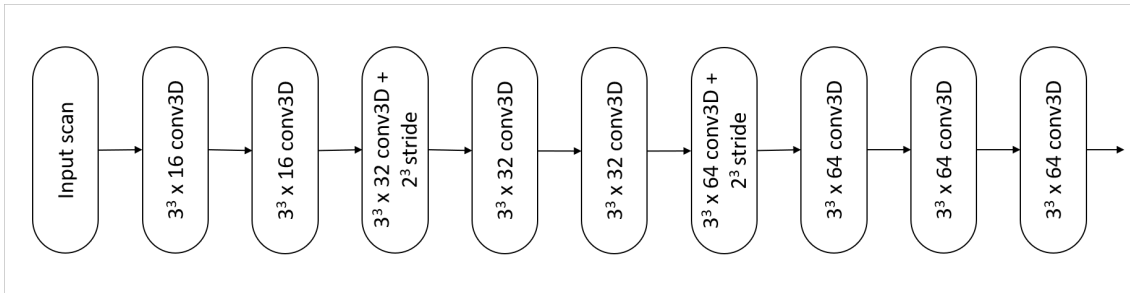 Input scan
3³ x 16 conv3D
3³ x 16 conv3D
3³ x 32 conv3D +
2³ stride
3³ x 32 conv3D
3³ x 32 conv3D
3³ x 64 conv3D +
2³ stride
3³ x 64 conv3D
3³ x 64 conv3D
3³ x 64 conv3D